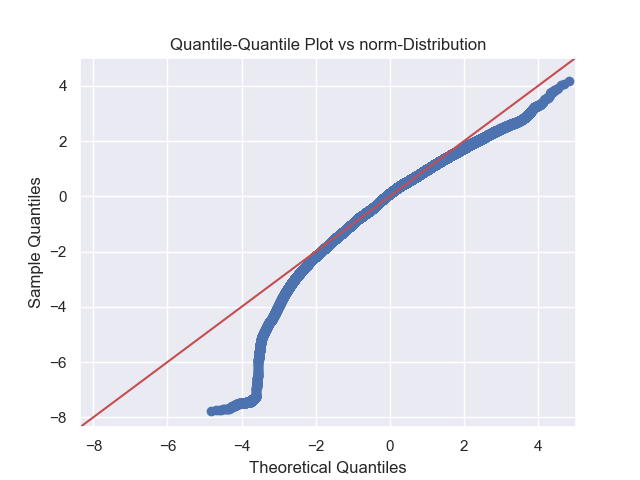 Quantile-Quantile Plot vs norm-Distribution
4
2
0
−2
−4
−6
−8
Sample Quantiles
−8 −6 −4 −2 0 2 4
Theoretical Quantiles